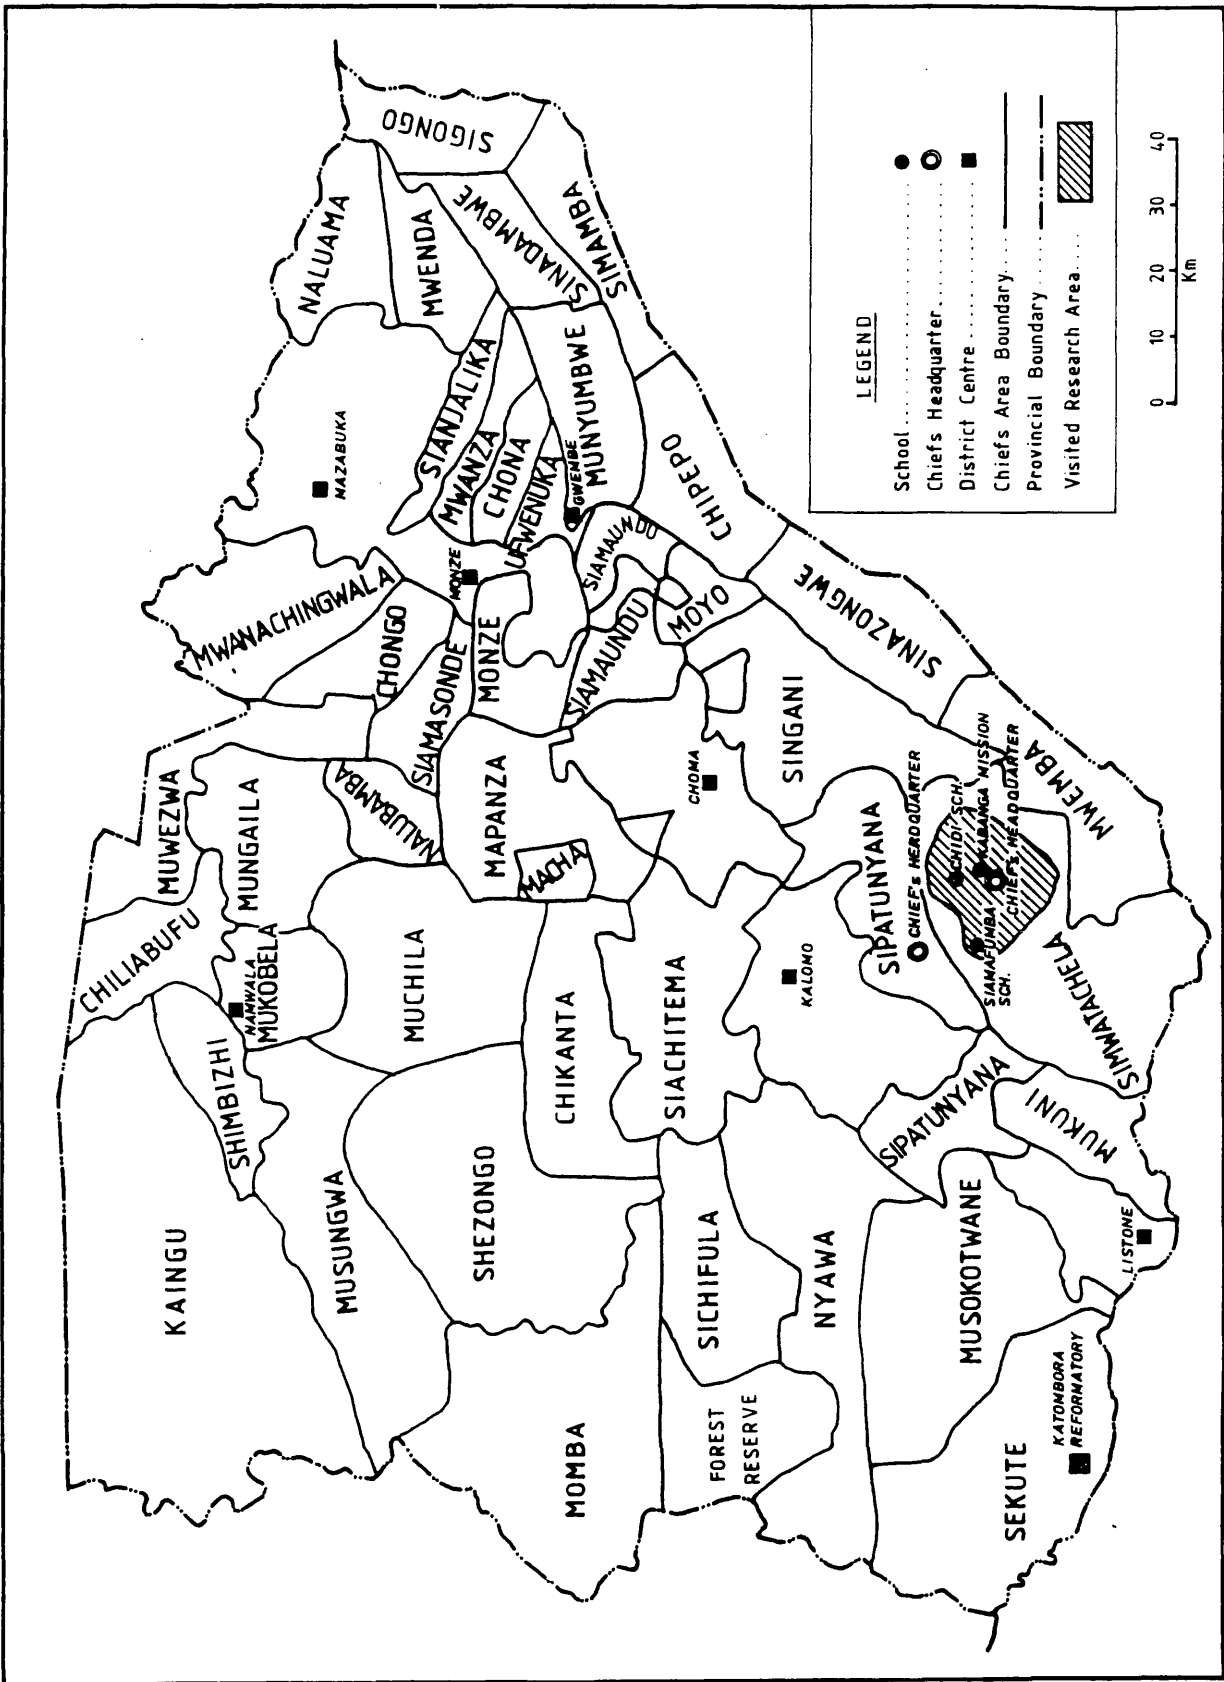 SIGONGO
NALUAMA
MWENDA
SINADAMBWE
SIMAMBA
MAZABUKA
SIANJALIKA
MWANZA
CHONA
UFWENUKA
GWEMBE
MUNYUMBWE
MWANACHINGWALA
CHONGO
MONZE
SIAMASONDE
MONZE
SIAMAUNDO
SIAMAUNDU
MOYO
CHIPEPO
SINAZONGWE
MUWEZWA
MUNGAILA
NALUBAMBA
MAPANZA
MACHA
CHOMA
SINGANI
MWEMBA
CHILIABUFU
NAMWALA
MUKOBELA
MUCHILA
CHIKANTA
SIACHITEMA
KALOMO
SIPATUNYANA
CHIEF'S HERDQUARTER
CHIDI SCH.
KABANGA MISSION
CHIEF'S HEADQUARTER
SIAMAFUMBA
SCH.
SIMWATACHELA
SHIMBIZHI
KAINGU
MUSUNGWA
SHEZONGO
SICHIFULA
NYAWA
SIPATUNYANA
MUKUNI
MUSOKOTWANE
LISTONE
MOMBA
FOREST
RESERVE
SEKUTE
KATOMBORA
REFORMATORY
LEGEND
School
Chiefs Headquarter
District Centre
Chiefs Area Boundary
Provincial Boundary
Visited Research Area
0 10 20 30 40
Km